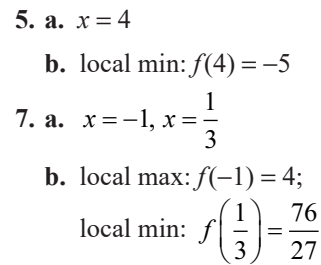 5. a. x = 4
b. local min: f(4) = −5
7. a. x = −1, x = 1/3
b. local max: f(−1) = 4;
local min: f(1/3) = 76/27